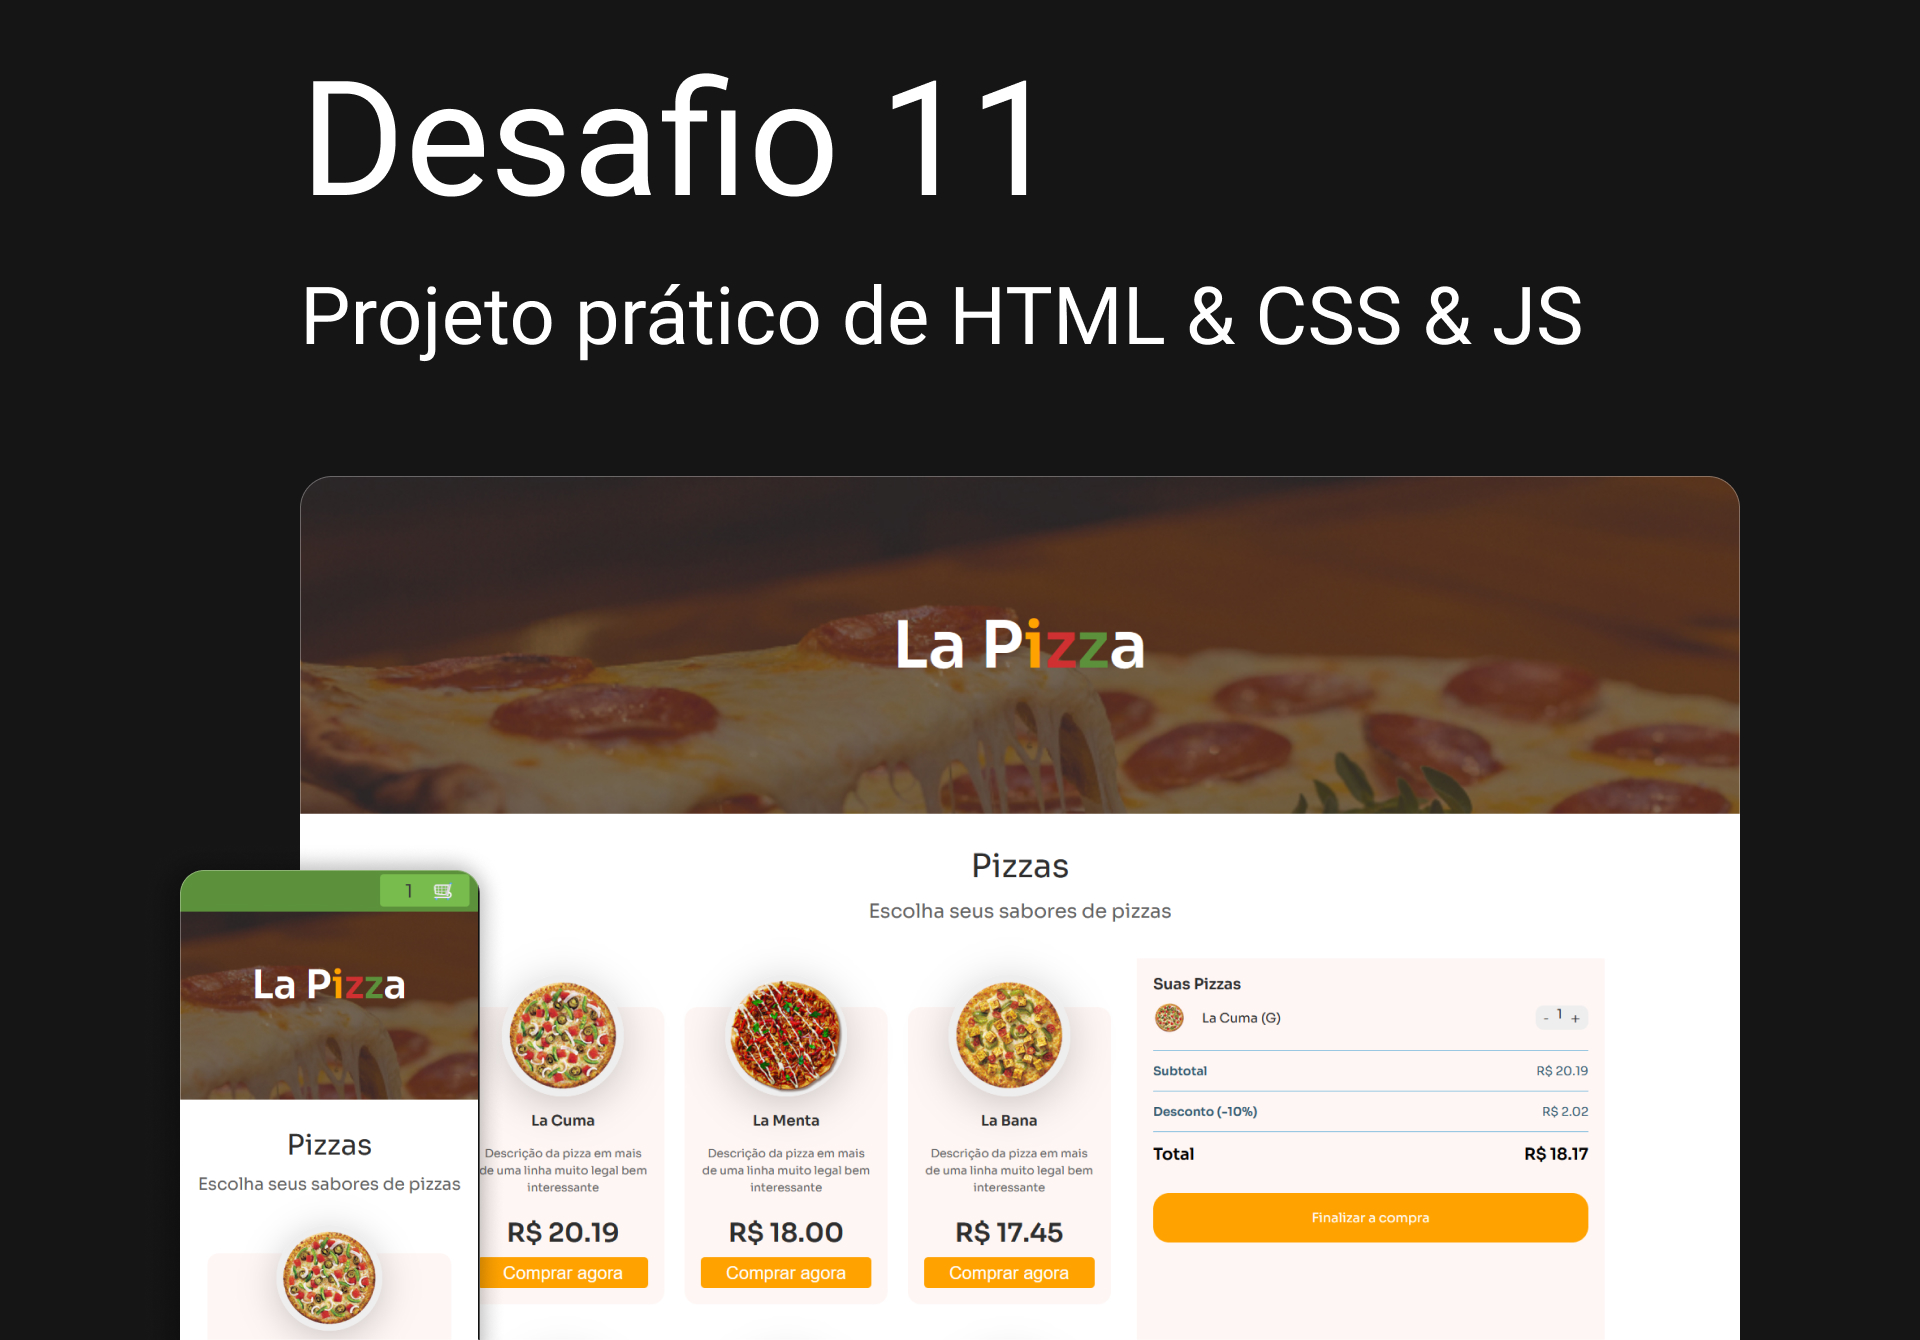 Desafio 11
Projeto prático de HTML & CSS & JS
La Pizza
Pizzas
Escolha seus sabores de pizzas
La Cuma
Descrição da pizza em mais
de uma linha muito legal bem
interessante
R$ 20.19
Comprar agora
La Menta
Descrição da pizza em mais
de uma linha muito legal bem
interessante
R$ 18.00
Comprar agora
La Bana
Descrição da pizza em mais
de uma linha muito legal bem
interessante
R$ 17.45
Comprar agora
Suas Pizzas
La Cuma (G)
- 1 +
Subtotal R$ 20.19
Desconto (-10%) R$ 2.02
Total R$ 18.17
Finalizar a compra
1
La Pizza
Pizzas
Escolha seus sabores de pizzas